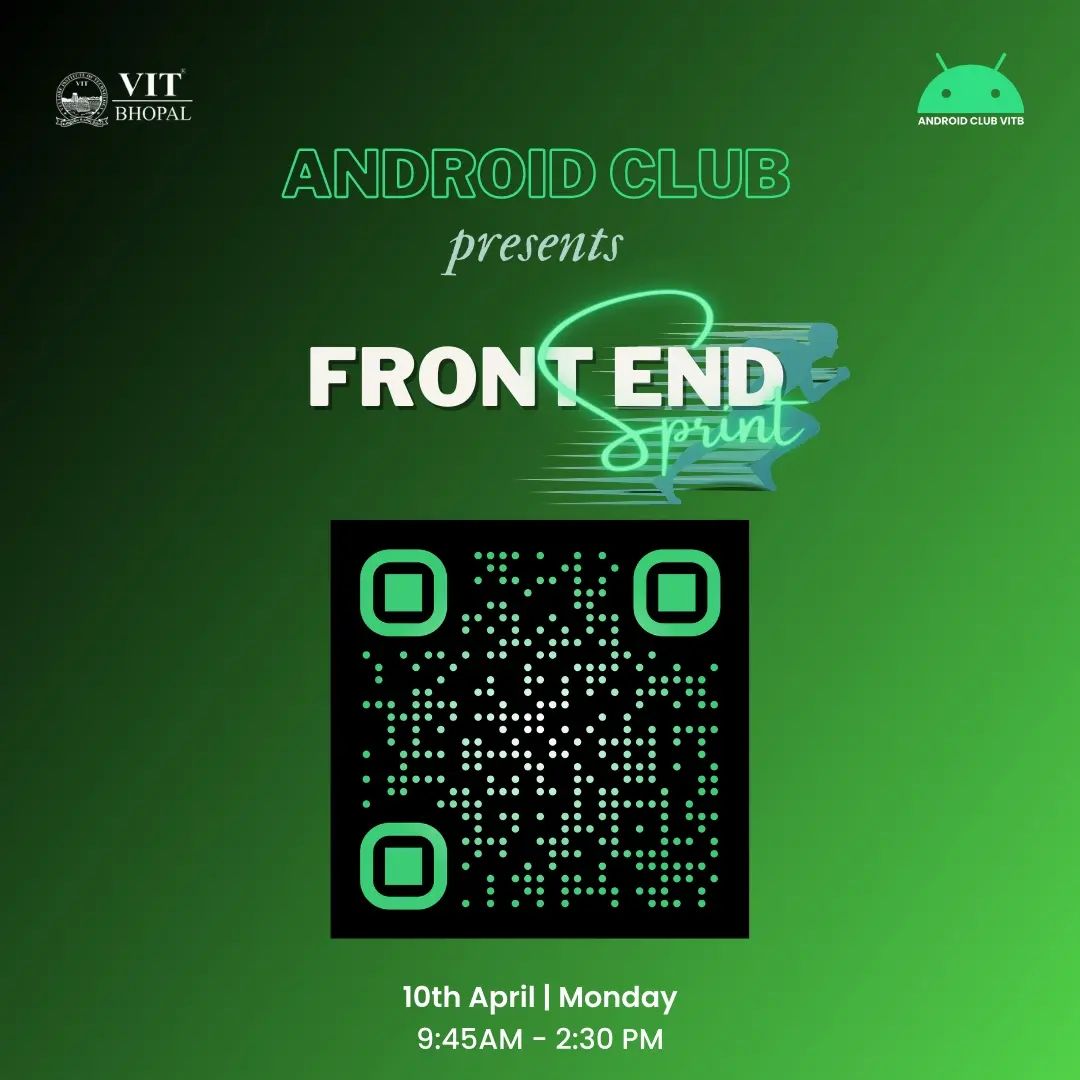 VIT
BHOPAL
ANDROID CLUB VITB
ANDROID CLUB
presents
FRONT END
Sprint
10th April | Monday
9:45AM - 2:30 PM